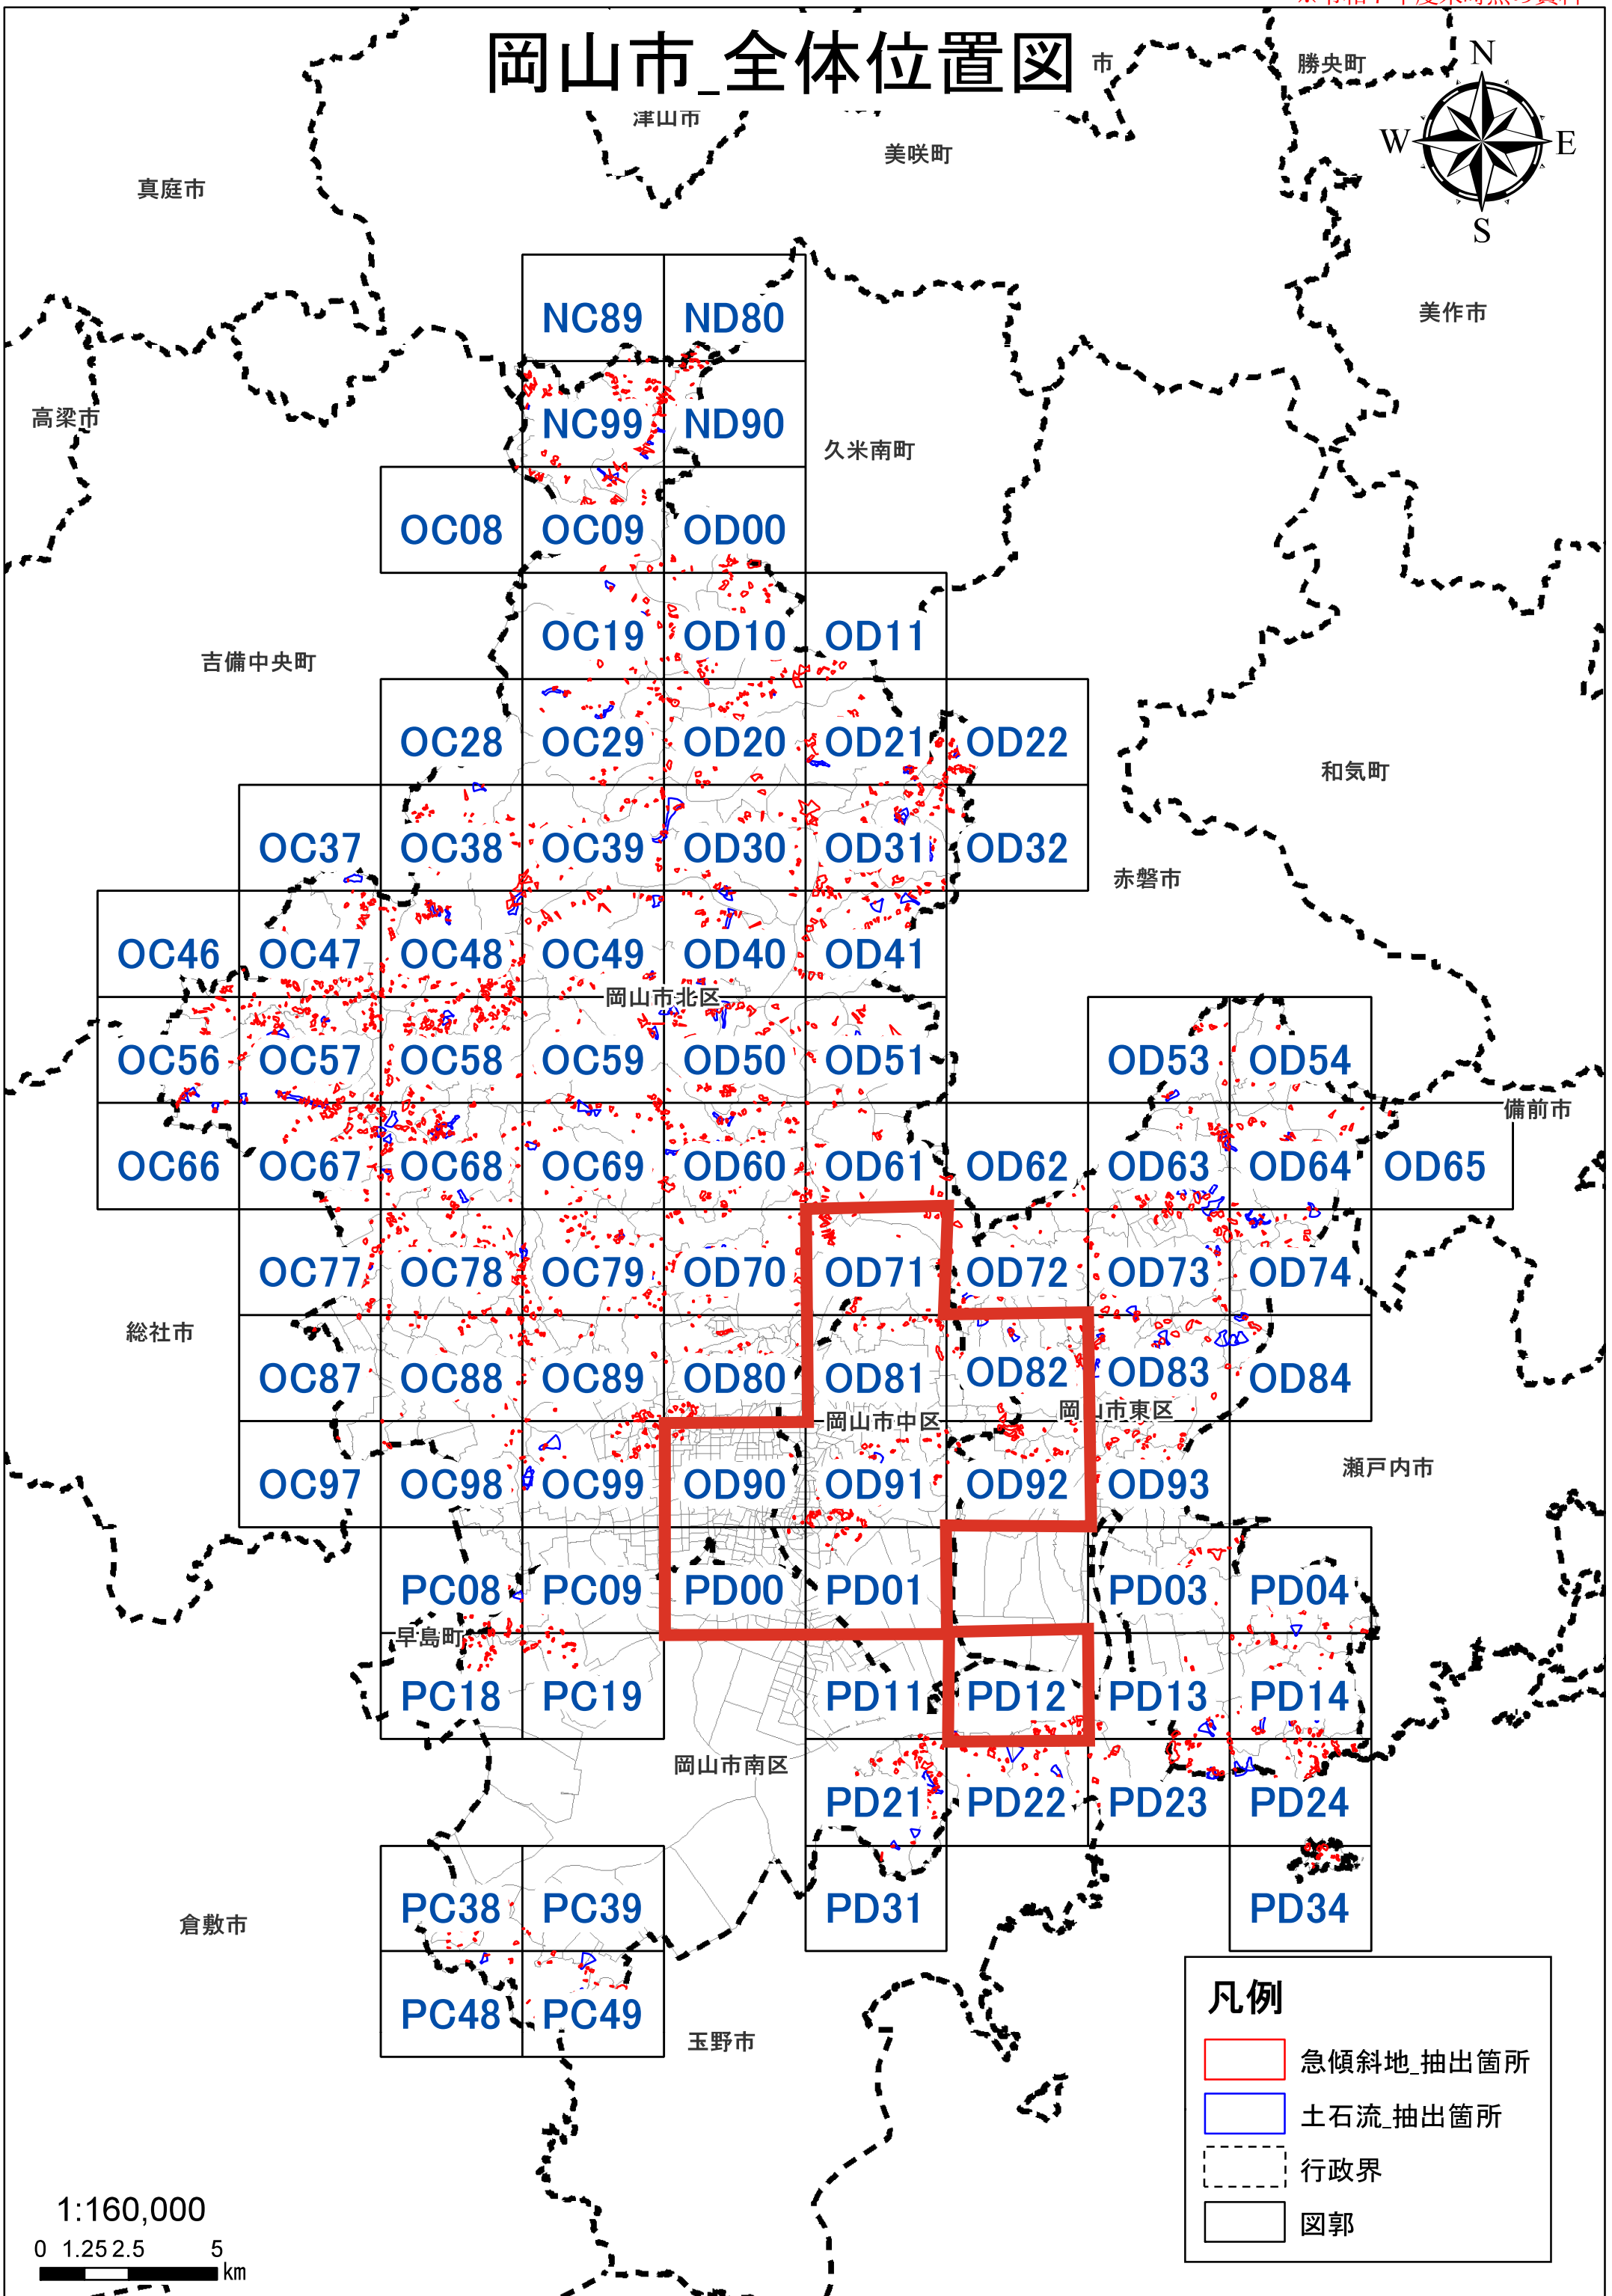 岡山市_全体位置図
市
勝央町
N
W
E
S
津山市
美咲町
真庭市
NC89 ND80
美作市
高梁市
NC99 ND90
久米南町
OC08 OC09 OD00
OC19 OD10 OD11
吉備中央町
OC28 OC29 OD20 OD21 OD22
和気町
OC37 OC38 OC39 OD30 OD31 OD32
赤磐市
OC46 OC47 OC48 OC49 OD40 OD41
岡山市北区
OC56 OC57 OC58 OC59 OD50 OD51 OD53 OD54
備前市
OC66 OC67 OC68 OC69 OD60 OD61 OD62 OD63 OD64 OD65
OC77 OC78 OC79 OD70 OD71 OD72 OD73 OD74
総社市
OC87 OC88 OC89 OD80 OD81 OD82 OD83 OD84
岡山市中区
岡山市東区
瀬戸内市
OC97 OC98 OC99 OD90 OD91 OD92 OD93
PC08 PC09 PD00 PD01 PD03 PD04
早島町
PC18 PC19 PD11 PD12 PD13 PD14
岡山市南区
PD21 PD22 PD23 PD24
PC38 PC39 PD31 PD34
倉敷市
PC48 PC49
玉野市
凡例
急傾斜地_抽出箇所
土石流_抽出箇所
行政界
図郭
1:160,000
0 1.25 2.5 5
km